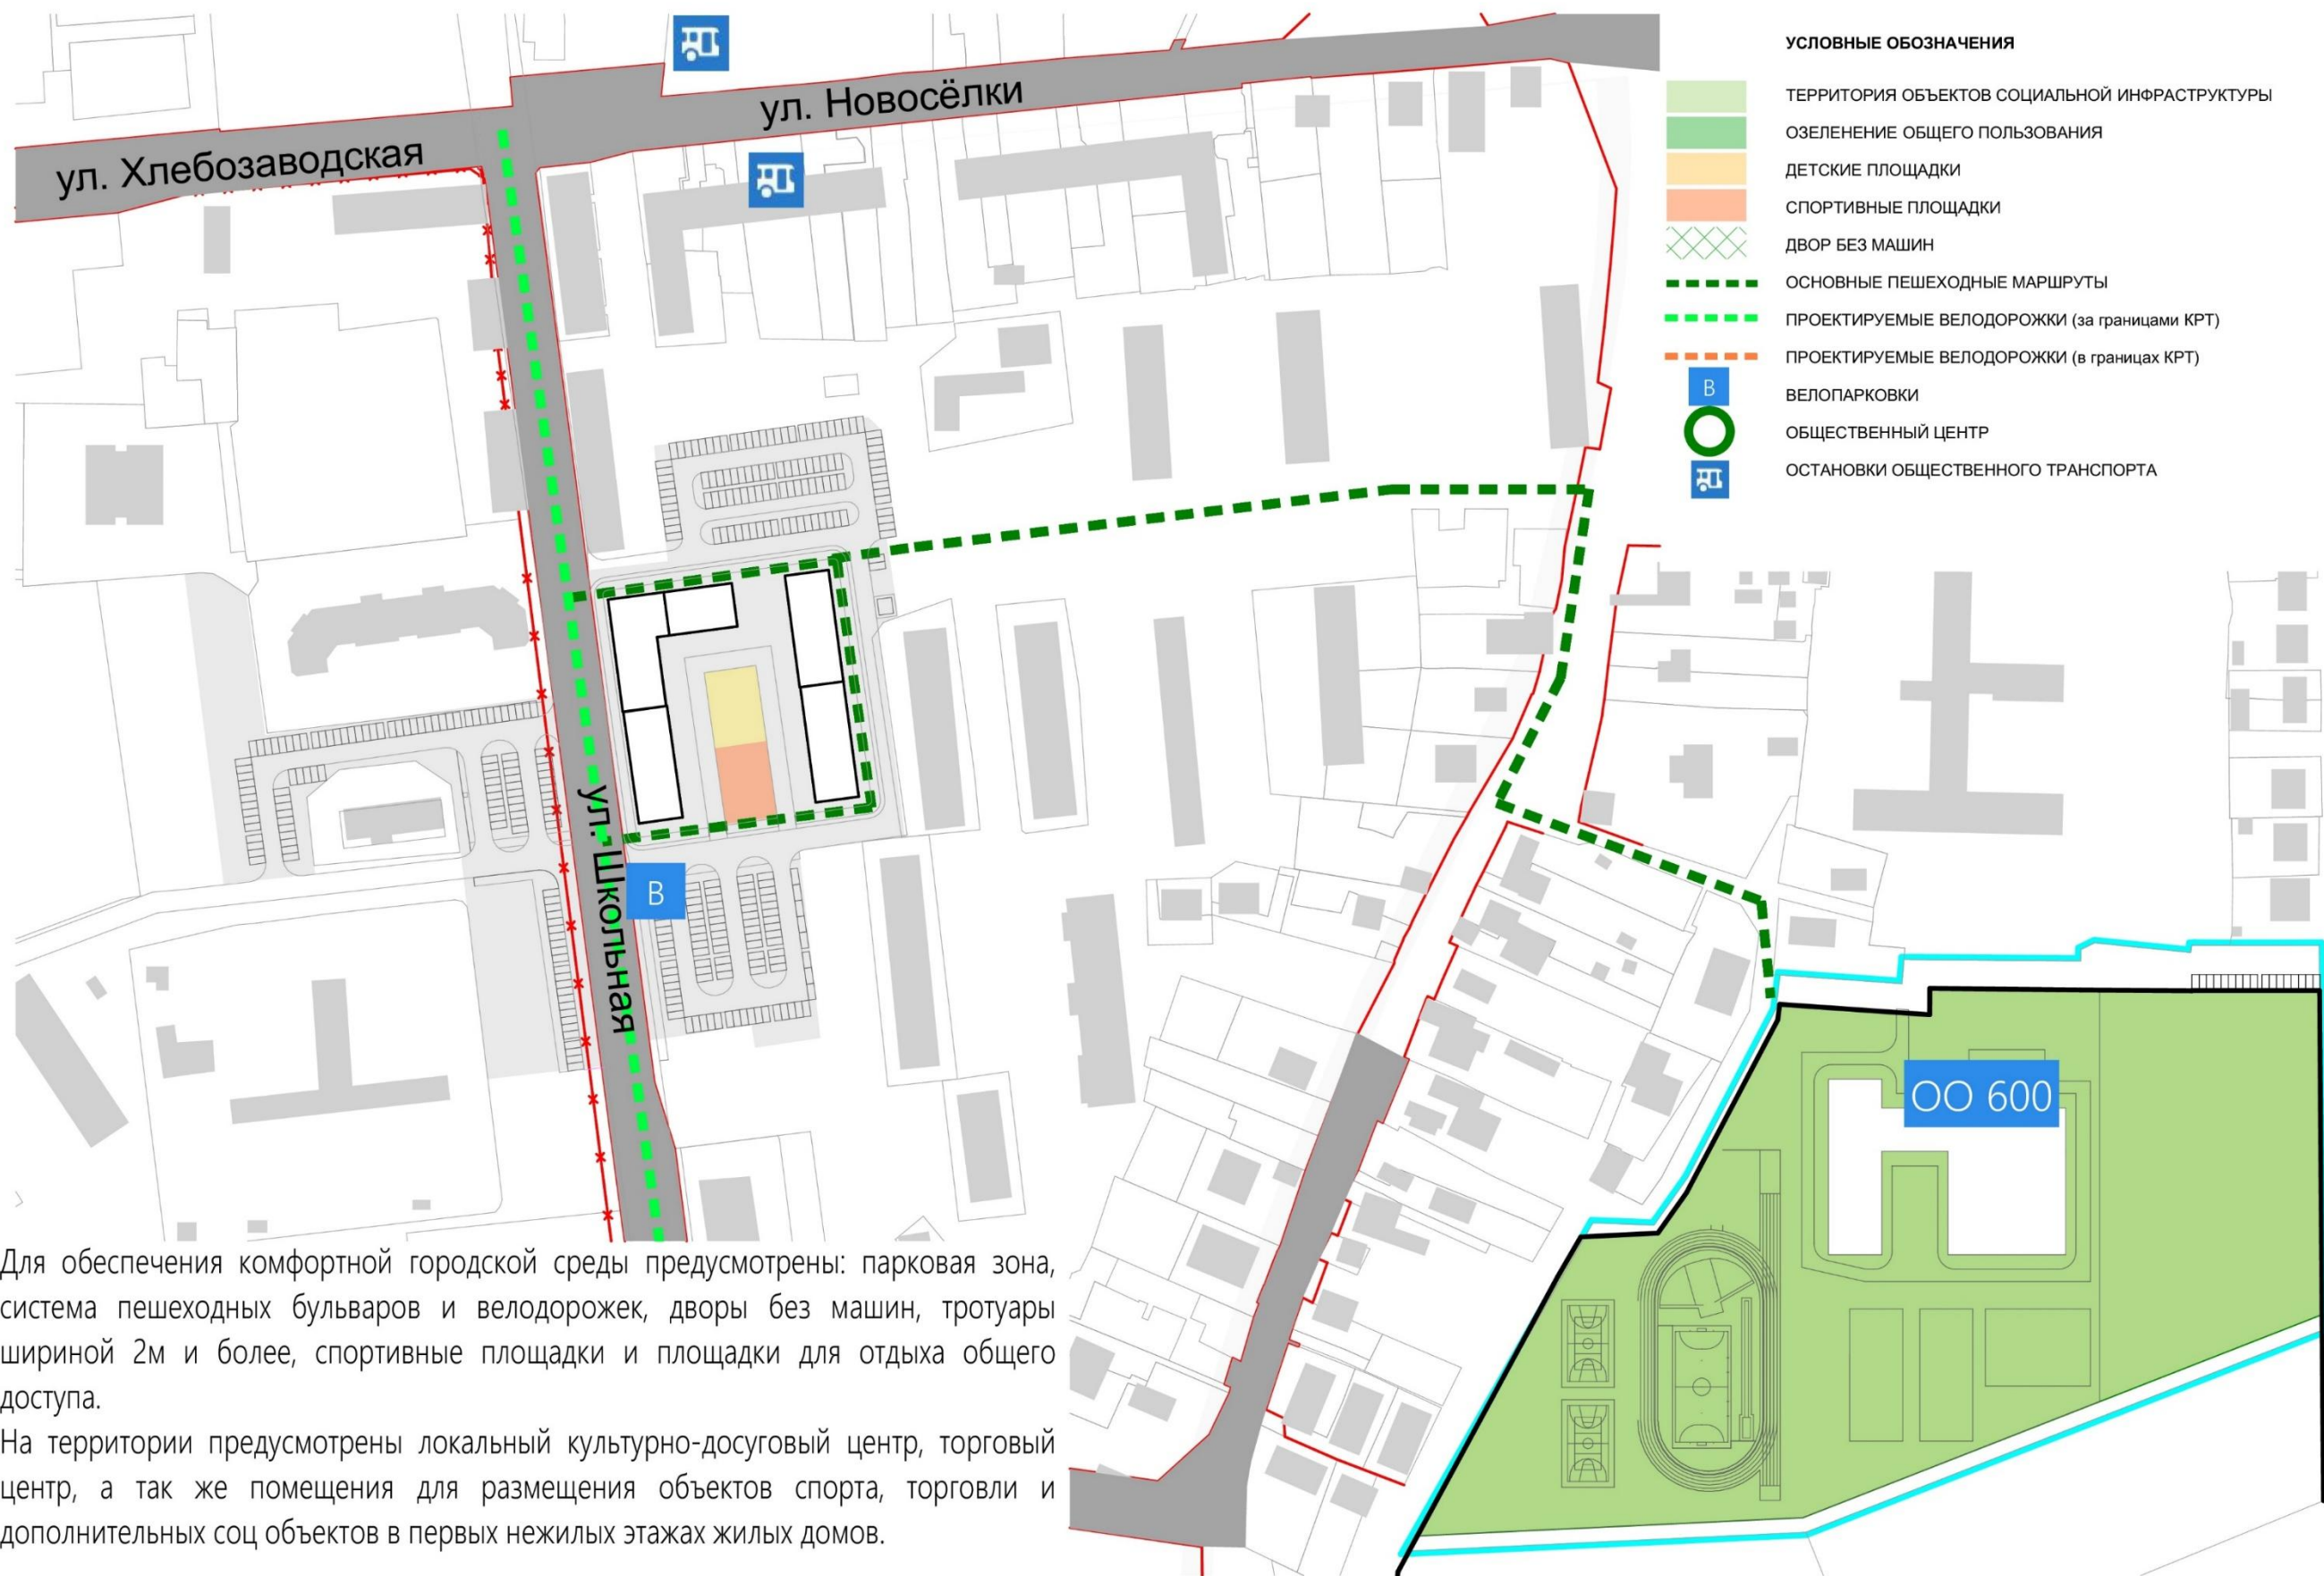 ул. Новосёлки
ул. Хлебозаводская
ул. Школьная
В
ОО 600
УСЛОВНЫЕ ОБОЗНАЧЕНИЯ
ТЕРРИТОРИЯ ОБЪЕКТОВ СОЦИАЛЬНОЙ ИНФРАСТРУКТУРЫ
ОЗЕЛЕНЕНИЕ ОБЩЕГО ПОЛЬЗОВАНИЯ
ДЕТСКИЕ ПЛОЩАДКИ
СПОРТИВНЫЕ ПЛОЩАДКИ
ДВОР БЕЗ МАШИН
ОСНОВНЫЕ ПЕШЕХОДНЫЕ МАРШРУТЫ
ПРОЕКТИРУЕМЫЕ ВЕЛОДОРОЖКИ (за границами КРТ)
ПРОЕКТИРУЕМЫЕ ВЕЛОДОРОЖКИ (в границах КРТ)
В ВЕЛОПАРКОВКИ
ОБЩЕСТВЕННЫЙ ЦЕНТР
ОСТАНОВКИ ОБЩЕСТВЕННОГО ТРАНСПОРТА
Для обеспечения комфортной городской среды предусмотрены: парковая зона,
система пешеходных бульваров и велодорожек, дворы без машин, тротуары
шириной 2м и более, спортивные площадки и площадки для отдыха общего
доступа.
На территории предусмотрены локальный культурно-досуговый центр, торговый
центр, а так же помещения для размещения объектов спорта, торговли и
дополнительных соц объектов в первых нежилых этажах жилых домов.